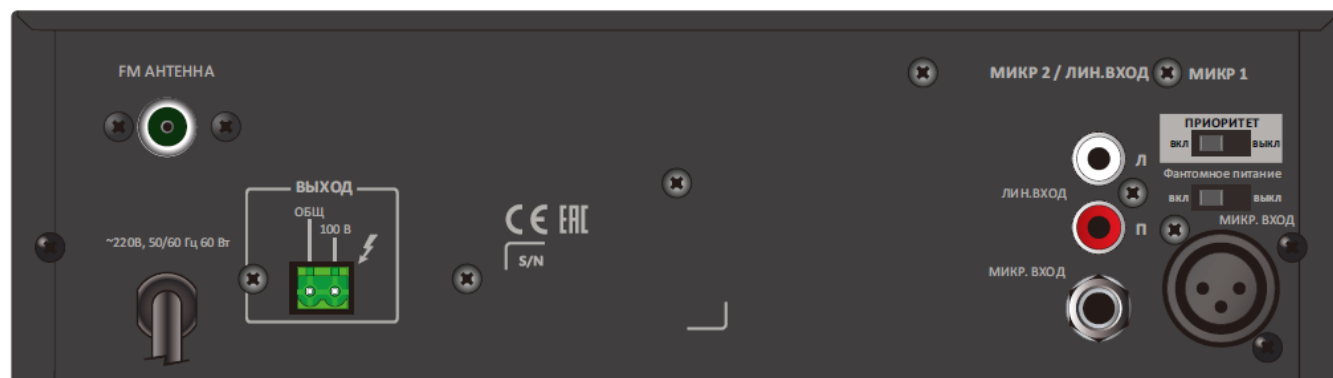 FM АНТЕННА
МИКР 2 / ЛИН.ВХОД
МИКР 1
ПРИОРИТЕТ
ВКЛ
ВЫКЛ
Л
Фантомное питание
ВКЛ
ВЫКЛ
ЛИН.ВХОД
П
МИКР. ВХОД
МИКР. ВХОД
ВЫХОД
ОБЩ
100 В
~220В, 50/60 Гц 60 Вт
CE EAC
S/N